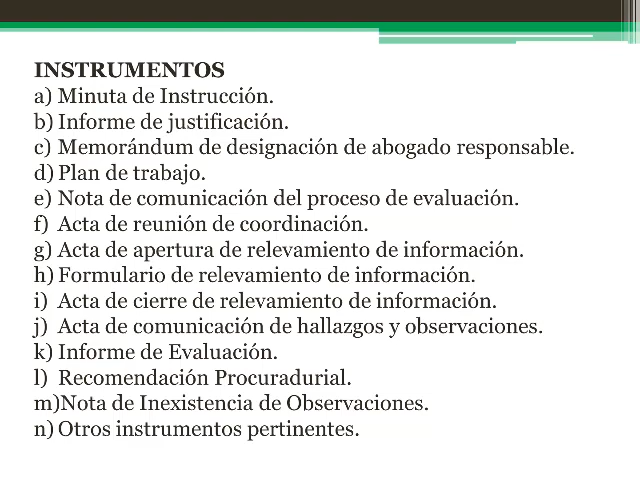 INSTRUMENTOS
a) Minuta de Instrucción.
b) Informe de justificación.
c) Memorándum de designación de abogado responsable.
d) Plan de trabajo.
e) Nota de comunicación del proceso de evaluación.
f) Acta de reunión de coordinación.
g) Acta de apertura de relevamiento de información.
h) Formulario de relevamiento de información.
i) Acta de cierre de relevamiento de información.
j) Acta de comunicación de hallazgos y observaciones.
k) Informe de Evaluación.
l) Recomendación Procuradurial.
m)Nota de Inexistencia de Observaciones.
n) Otros instrumentos pertinentes.